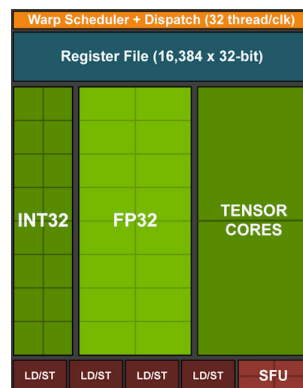 Warp Scheduler + Dispatch (32 thread/clk)
Register File (16,384 x 32-bit)
INT32
FP32
TENSOR
CORES
LD/ST
LD/ST
LD/ST
LD/ST
SFU